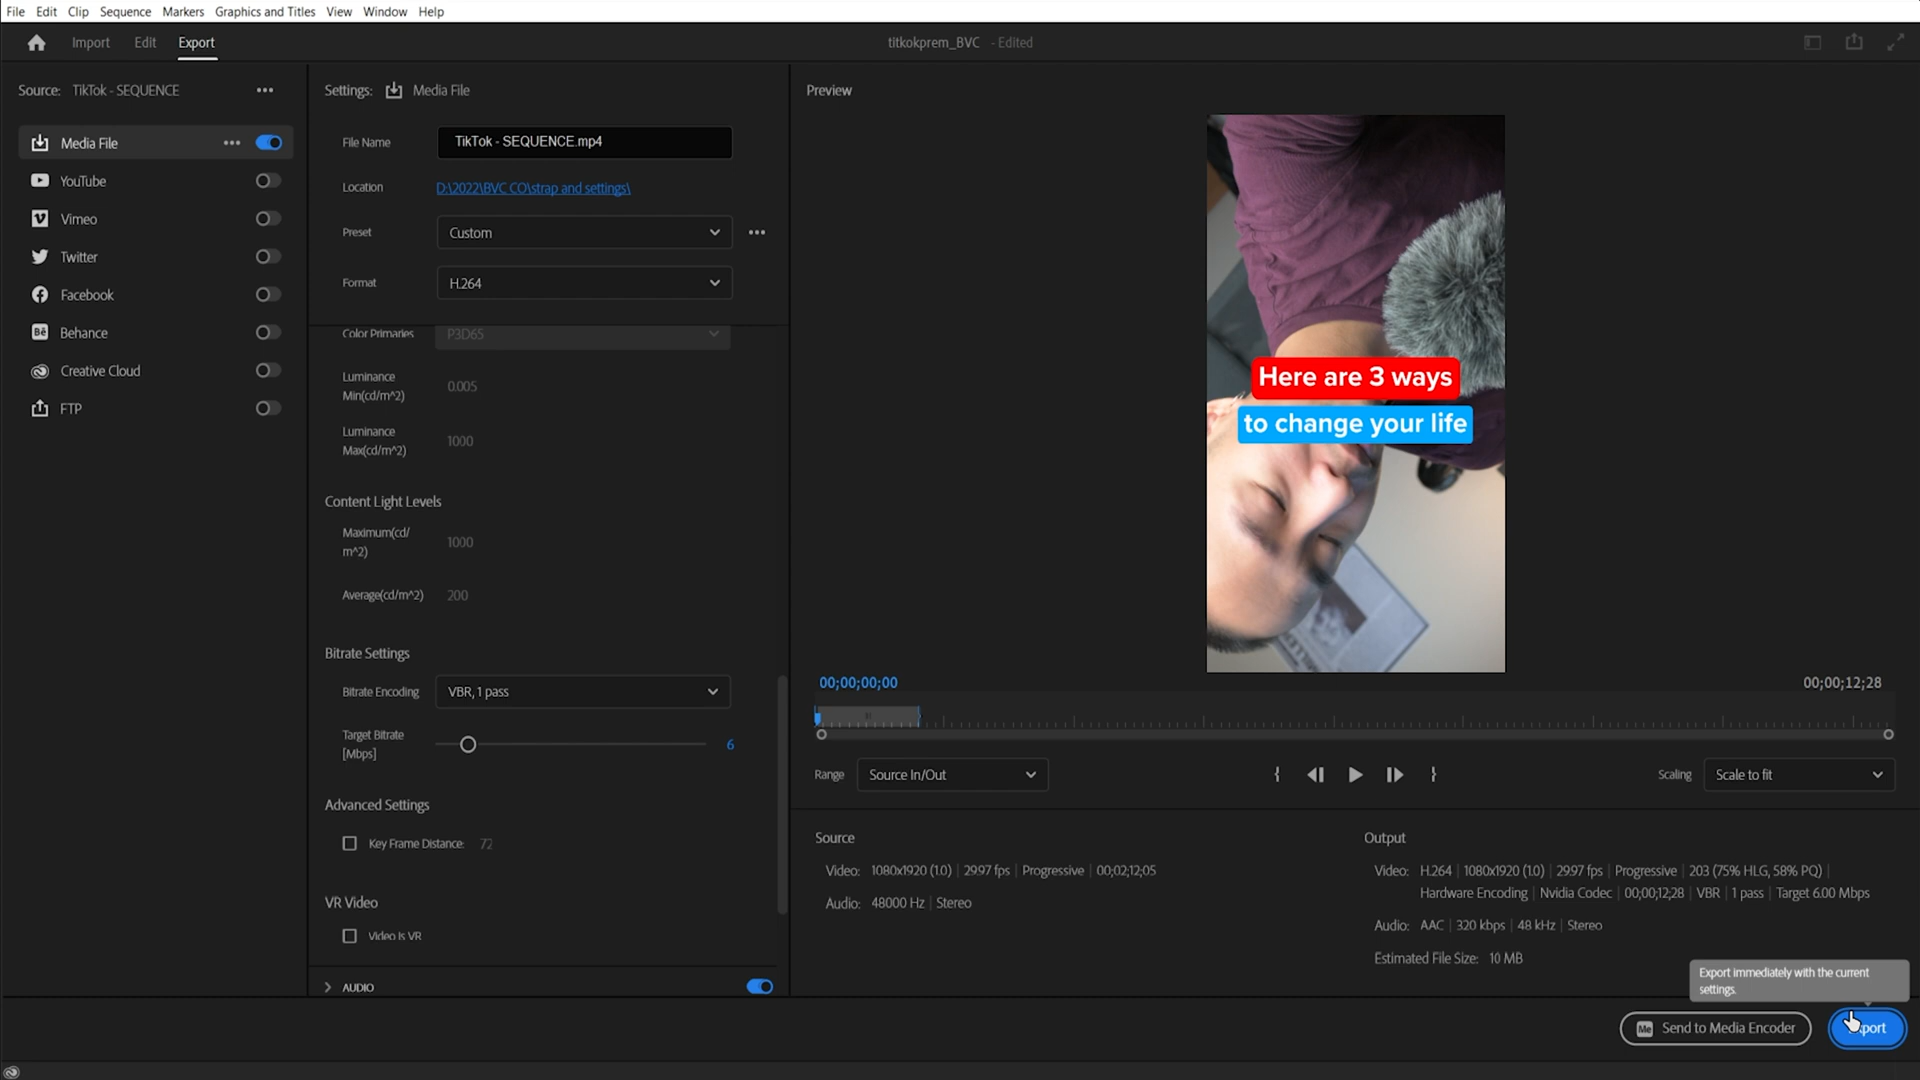 File Edit Clip Sequence Markers Graphics and Titles View Window Help
Import Edit Export
titkokprem_BVC - Edited
Source: TikTok - SEQUENCE
Media File
YouTube
Vimeo
Twitter
Facebook
Behance
Creative Cloud
FTP
Settings: Media File
File Name TikTok - SEQUENCE.mp4
Location D:\2022\BVC CO\strap and settings\
Preset Custom
Format H.264
Color Primaries P3D65
Luminance
Min(cd/m^2) 0.005
Luminance
Max(cd/m^2) 1000
Content Light Levels
Maximum(cd/
m^2) 1000
Average(cd/m^2) 200
Bitrate Settings
Bitrate Encoding VBR, 1 pass
Target Bitrate
[Mbps] 6
Advanced Settings
Key Frame Distance: 72
VR Video
Video Is VR
AUDIO
Preview
Here are 3 ways
to change your life
00;00;00;00 00;00;12;28
Range Source In/Out
Scaling Scale to fit
Source
Video: 1080x1920 (1.0) | 29.97 fps | Progressive | 00;02;12;05
Audio: 48000 Hz | Stereo
Output
Video: H.264 | 1080x1920 (1.0) | 29.97 fps | Progressive | 203 (75% HLG, 58% PQ) |
Hardware Encoding | Nvidia Codec | 00;00;12;28 | VBR | 1 pass | Target 6.00 Mbps
Audio: AAC | 320 kbps | 48 kHz | Stereo
Estimated File Size: 10 MB
Export immediately with the current
settings.
Me Send to Media Encoder
Export